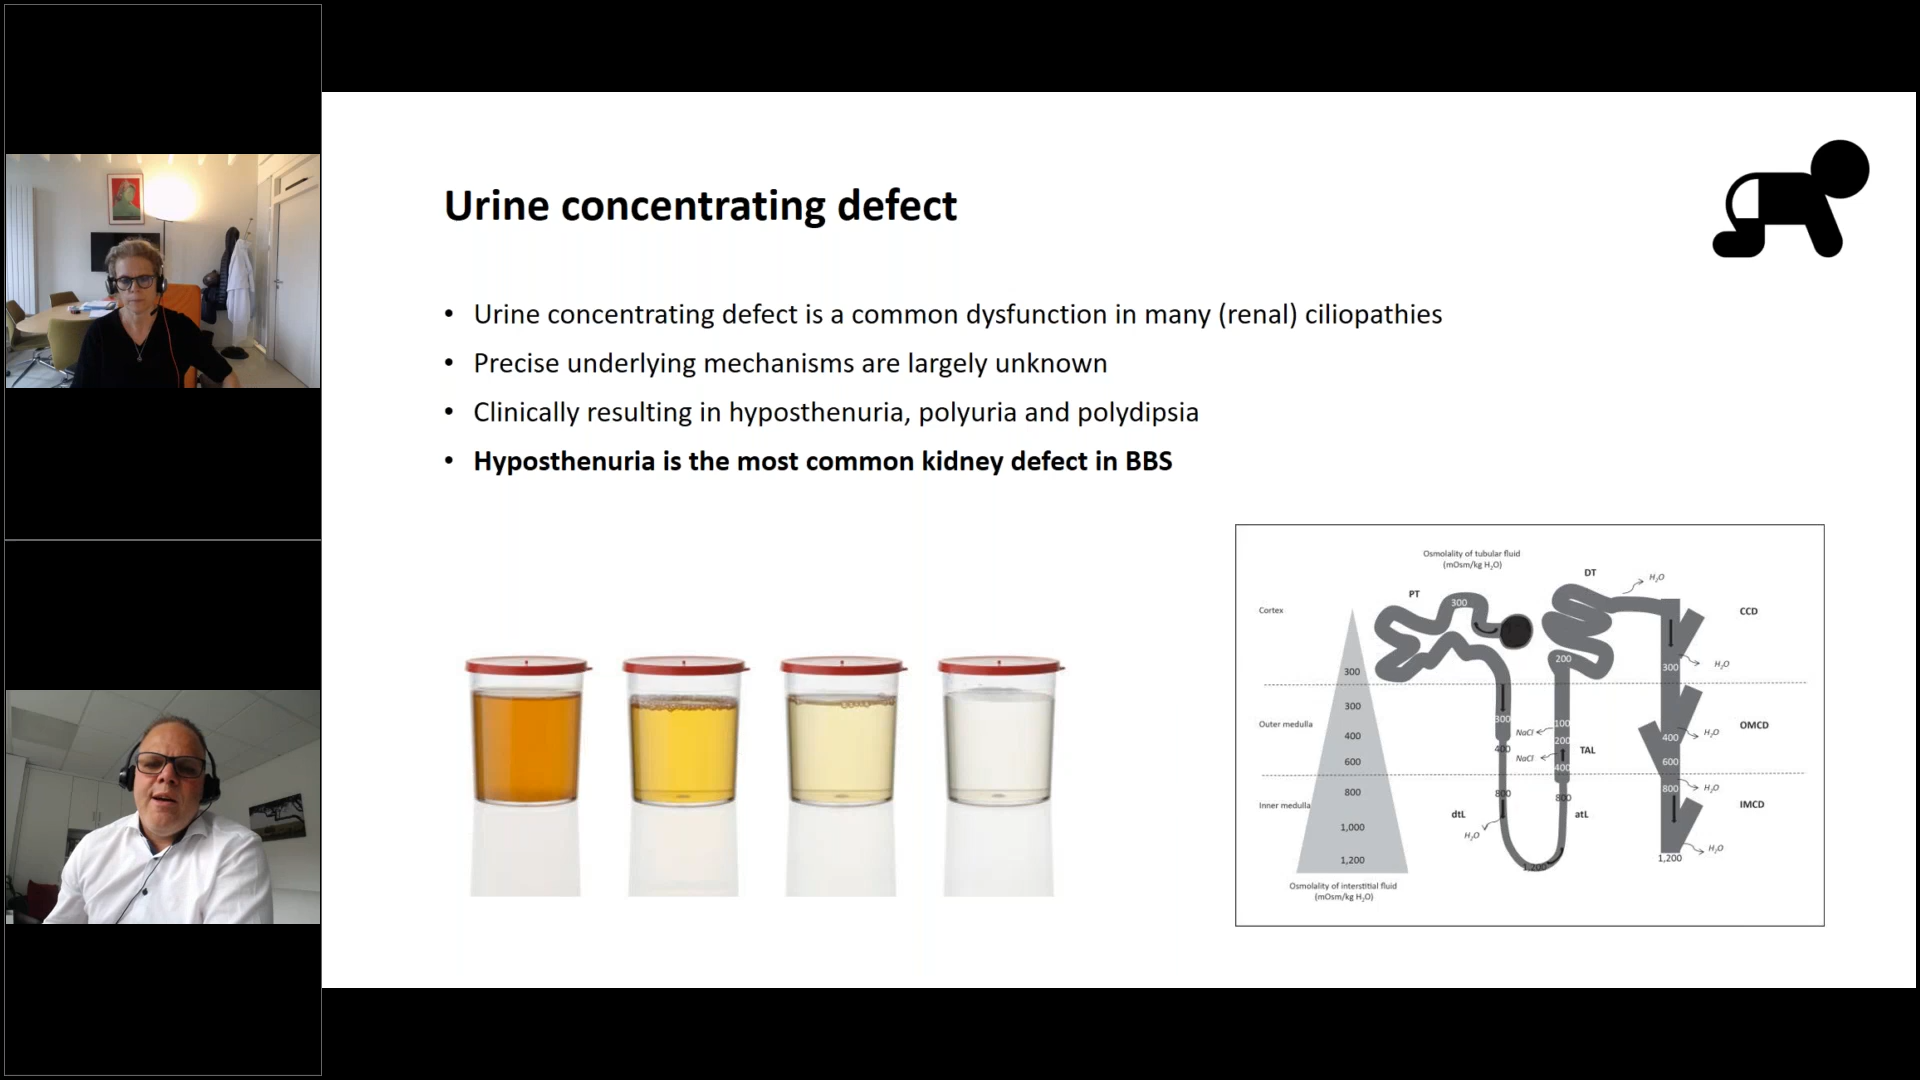 Urine concentrating defect
• Urine concentrating defect is a common dysfunction in many (renal) ciliopathies
• Precise underlying mechanisms are largely unknown
• Clinically resulting in hyposthenuria, polyuria and polydipsia
• Hyposthenuria is the most common kidney defect in BBS
Osmolality of tubular fluid
(mOsm/kg H₂O)
PT
300
DT
H₂O
Cortex
CCD
300
200
300
H₂O
Outer medulla
300
400
600
300
400
NaCl
NaCl
100
200
400
TAL
400
600
H₂O
OMCD
Inner medulla
800
1,000
1,200
800
dtL
H₂O
1,200
800
atL
800
H₂O
IMCD
H₂O
1,200
Osmolality of interstitial fluid
(mOsm/kg H₂O)